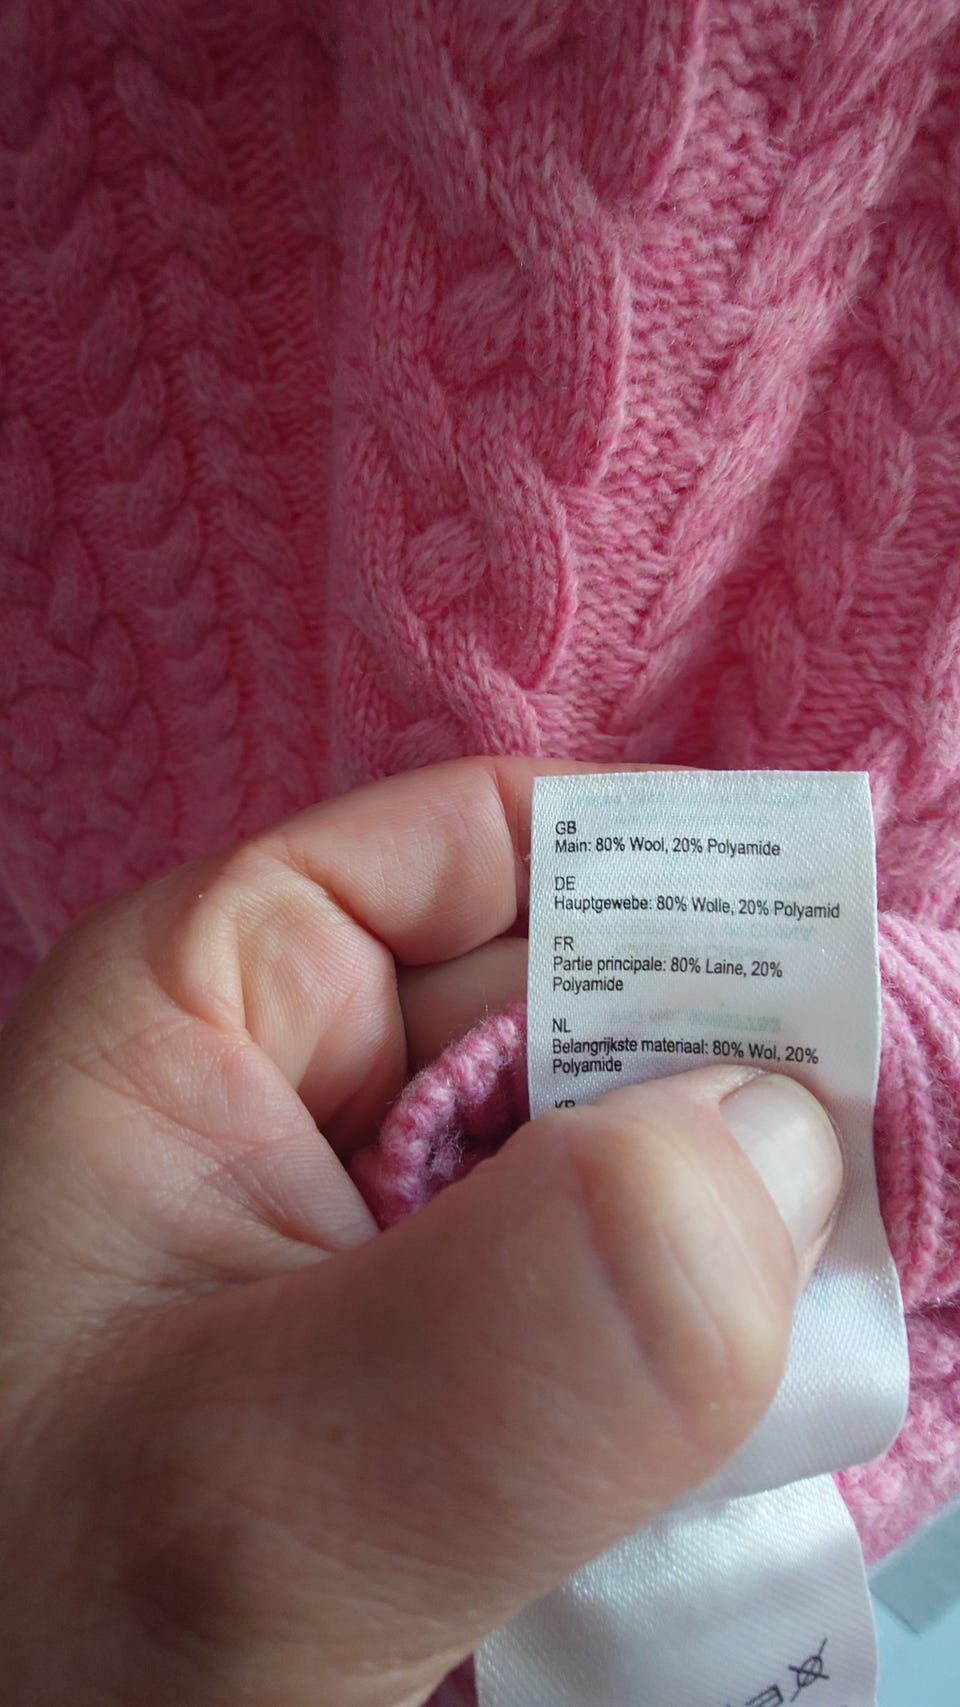 GB
Main: 80% Wool, 20% Polyamide
DE
Hauptgewebe: 80% Wolle, 20% Polyamid
FR
Partie principale: 80% Laine, 20%
Polyamide
NL
Belangrijkste materiaal: 80% Wol, 20%
Polyamide